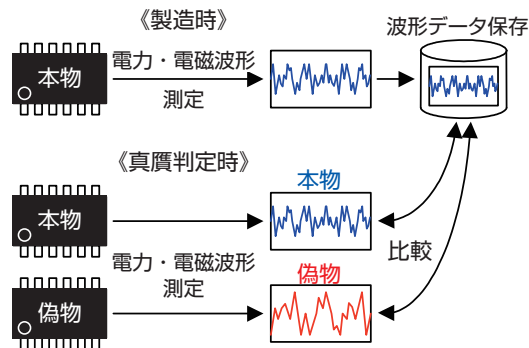 《製造時》
波形データ保存
本物
電力・電磁波形
測定
《真贋判定時》
本物
本物
比較
電力・電磁波形
測定
偽物
偽物